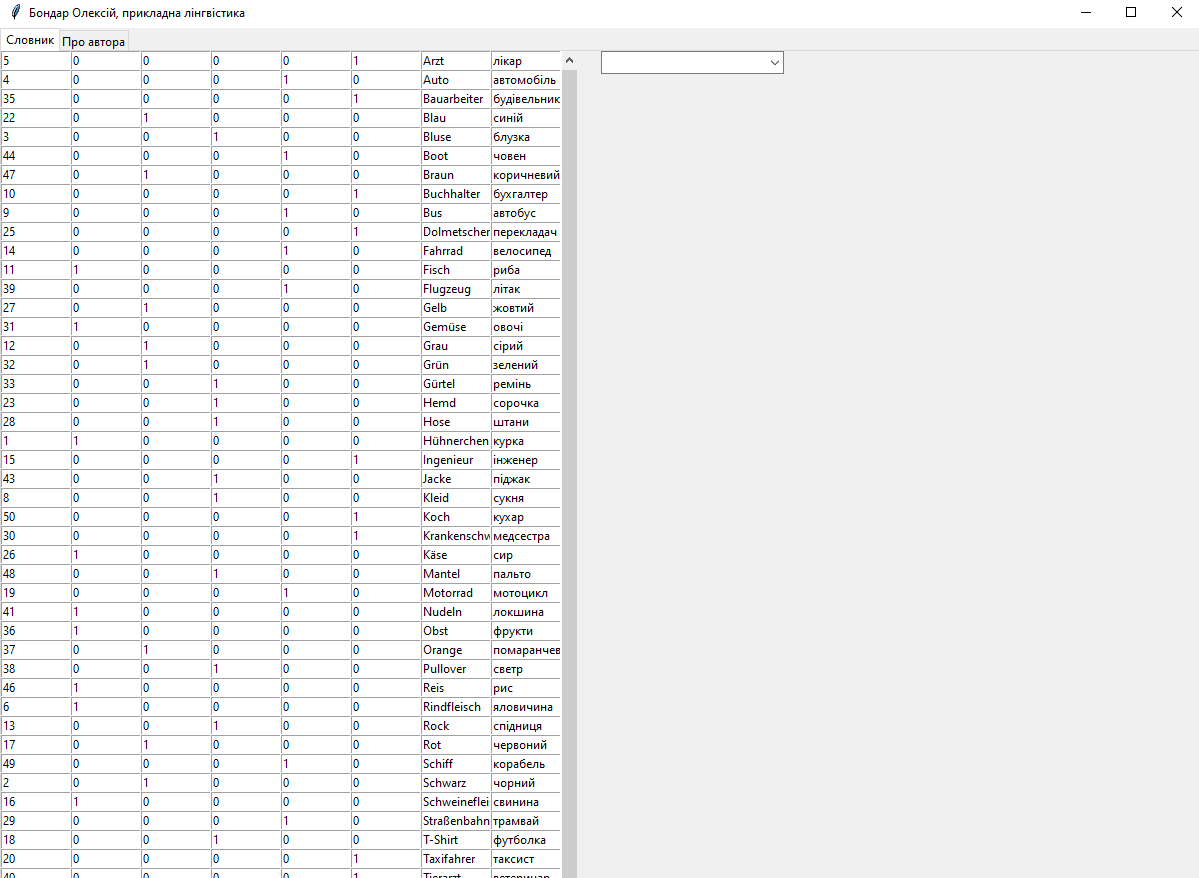 Бондар Олексій, прикладна лінгвістика
Словник Про автора
5 0 0 0 0 1 Arzt лікар
4 0 0 0 1 0 Auto автомобіль
35 0 0 0 0 1 Bauarbeiter будівельник
22 0 1 0 0 0 Blau синій
3 0 0 1 0 0 Bluse блузка
44 0 0 0 1 0 Boot човен
47 0 1 0 0 0 Braun коричневий
10 0 0 0 0 1 Buchhalter бухгалтер
9 0 0 0 1 0 Bus автобус
25 0 0 0 0 1 Dolmetscher перекладач
14 0 0 0 1 0 Fahrrad велосипед
11 1 0 0 0 0 Fisch риба
39 0 0 0 1 0 Flugzeug літак
27 0 1 0 0 0 Gelb жовтий
31 1 0 0 0 0 Gemüse овочі
12 0 1 0 0 0 Grau сірий
32 0 1 0 0 0 Grün зелений
33 0 0 1 0 0 Gürtel ремінь
23 0 0 1 0 0 Hemd сорочка
28 0 0 1 0 0 Hose штани
1 1 0 0 0 0 Hühnerchen курка
15 0 0 0 0 1 Ingenieur інженер
43 0 0 1 0 0 Jacke піджак
8 0 0 1 0 0 Kleid сукня
50 0 0 0 0 1 Koch кухар
30 0 0 0 0 1 Krankenschw медсестра
26 1 0 0 0 0 Käse сир
48 0 0 1 0 0 Mantel пальто
19 0 0 0 1 0 Motorrad мотоцикл
41 1 0 0 0 0 Nudeln локшина
36 1 0 0 0 0 Obst фрукти
37 0 1 0 0 0 Orange помаранчев
38 0 0 1 0 0 Pullover светр
46 1 0 0 0 0 Reis рис
6 1 0 0 0 0 Rindfleisch яловичина
13 0 0 1 0 0 Rock спідниця
17 0 1 0 0 0 Rot червоний
49 0 0 0 1 0 Schiff корабель
2 0 1 0 0 0 Schwarz чорний
16 1 0 0 0 0 Schweineflei свинина
29 0 0 0 1 0 Straßenbahn трамвай
18 0 0 1 0 0 T-Shirt футболка
20 0 0 0 0 1 Taxifahrer таксист
40 0 0 0 0 1 Tierarzt ветеринар